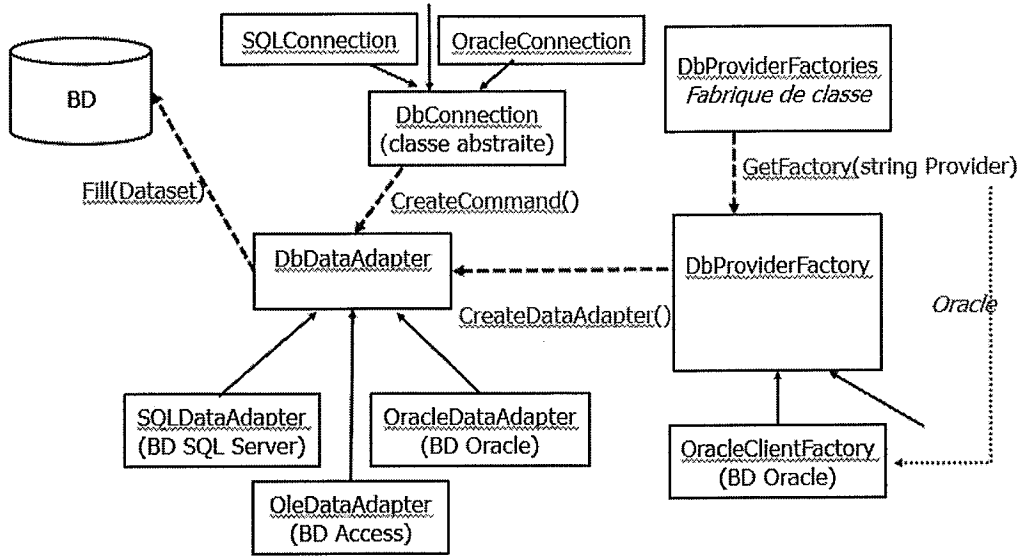 SQLConnection
OracleConnection
DbProviderFactories
Fabrique de classe
BD
DbConnection
(classe abstraite)
GetFactory(string Provider)
Fill(Dataset)
CreateCommand()
DbDataAdapter
DbProviderFactory
CreateDataAdapter()
Oracle
SQLDataAdapter
(BD SQL Server)
OracleDataAdapter
(BD Oracle)
OracleClientFactory
(BD Oracle)
OleDataAdapter
(BD Access)